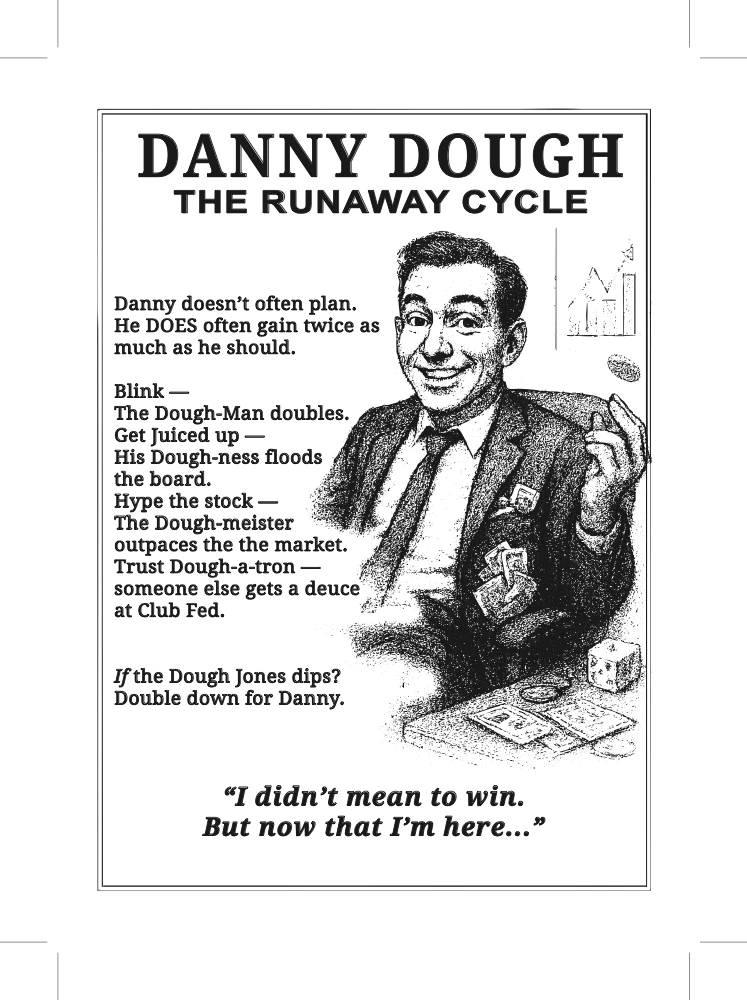 DANNY DOUGH
THE RUNAWAY CYCLE
Danny doesn’t often plan.
He DOES often gain twice as
much as he should.
Blink —
The Dough-Man doubles.
Get Juiced up —
His Dough-ness floods
the board.
Hype the stock —
The Dough-meister
outpaces the the market.
Trust Dough-a-tron —
someone else gets a deuce
at Club Fed.
If the Dough Jones dips?
Double down for Danny.
“I didn’t mean to win.
But now that I’m here...”